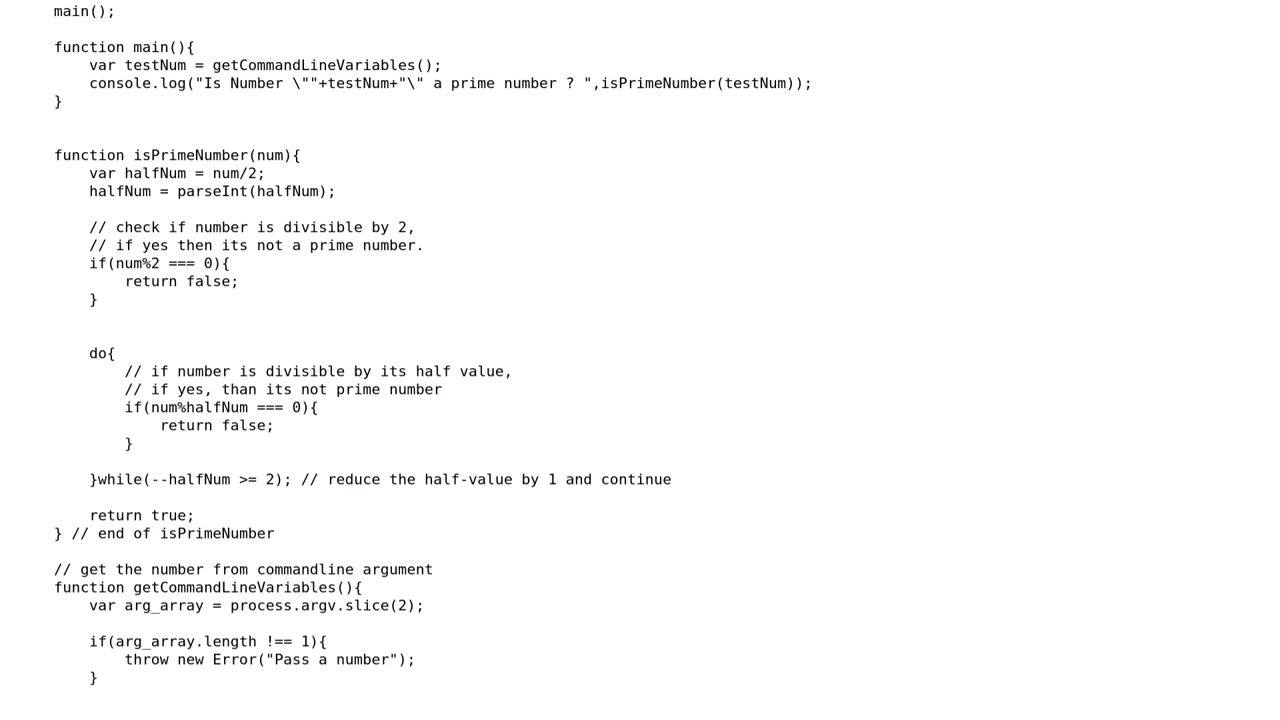 main();

function main(){
    var testNum = getCommandLineVariables();
    console.log("Is Number \""+testNum+"\" a prime number ? ",isPrimeNumber(testNum));
}


function isPrimeNumber(num){
    var halfNum = num/2;
    halfNum = parseInt(halfNum);

    // check if number is divisible by 2,
    // if yes then its not a prime number.
    if(num%2 === 0){
        return false;
    }


    do{
        // if number is divisible by its half value,
        // if yes, than its not prime number
        if(num%halfNum === 0){
            return false;
        }

    }while(--halfNum >= 2); // reduce the half-value by 1 and continue

    return true;
} // end of isPrimeNumber

// get the number from commandline argument
function getCommandLineVariables(){
    var arg_array = process.argv.slice(2);

    if(arg_array.length !== 1){
        throw new Error("Pass a number");
    }